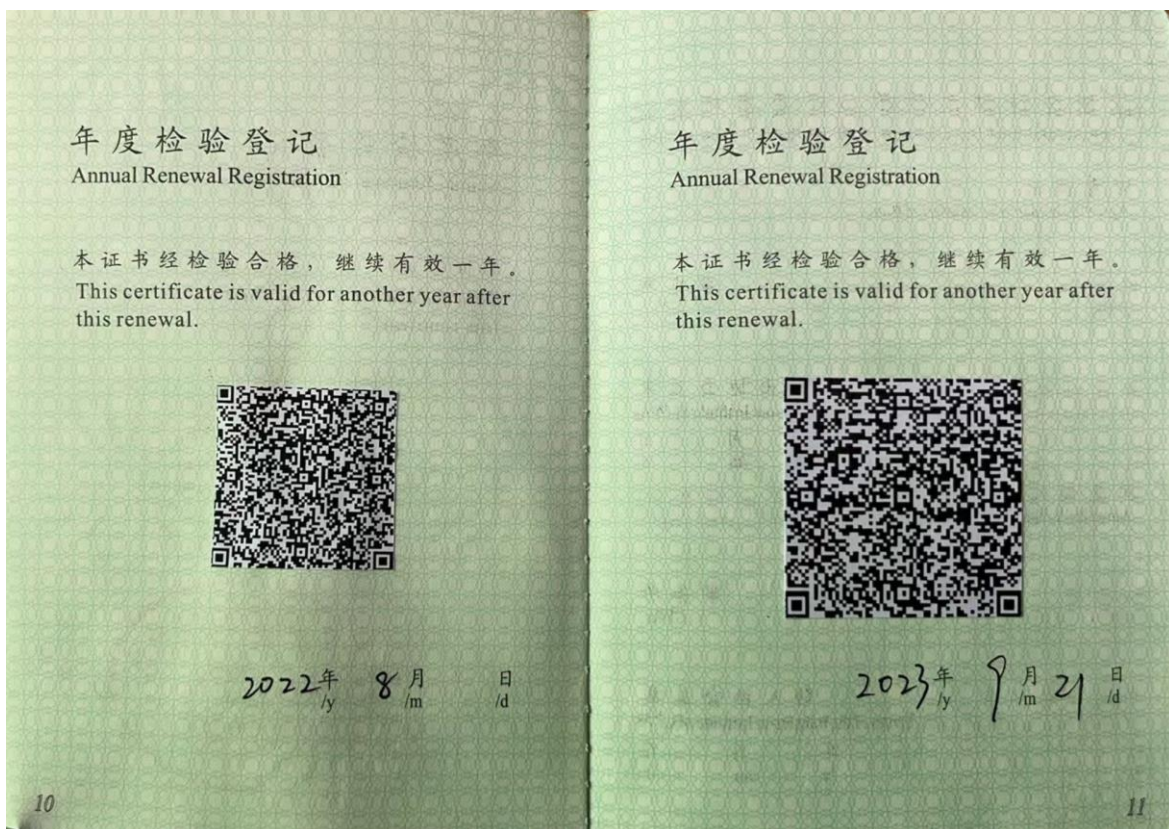 年度检验登记
Annual Renewal Registration
本证书经检验合格，继续有效一年。
This certificate is valid for another year after
this renewal.
2022年 8月 日
/y /m /d
10
年度检验登记
Annual Renewal Registration
本证书经检验合格，继续有效一年。
This certificate is valid for another year after
this renewal.
2023年 9月 21日
/y /m /d
11